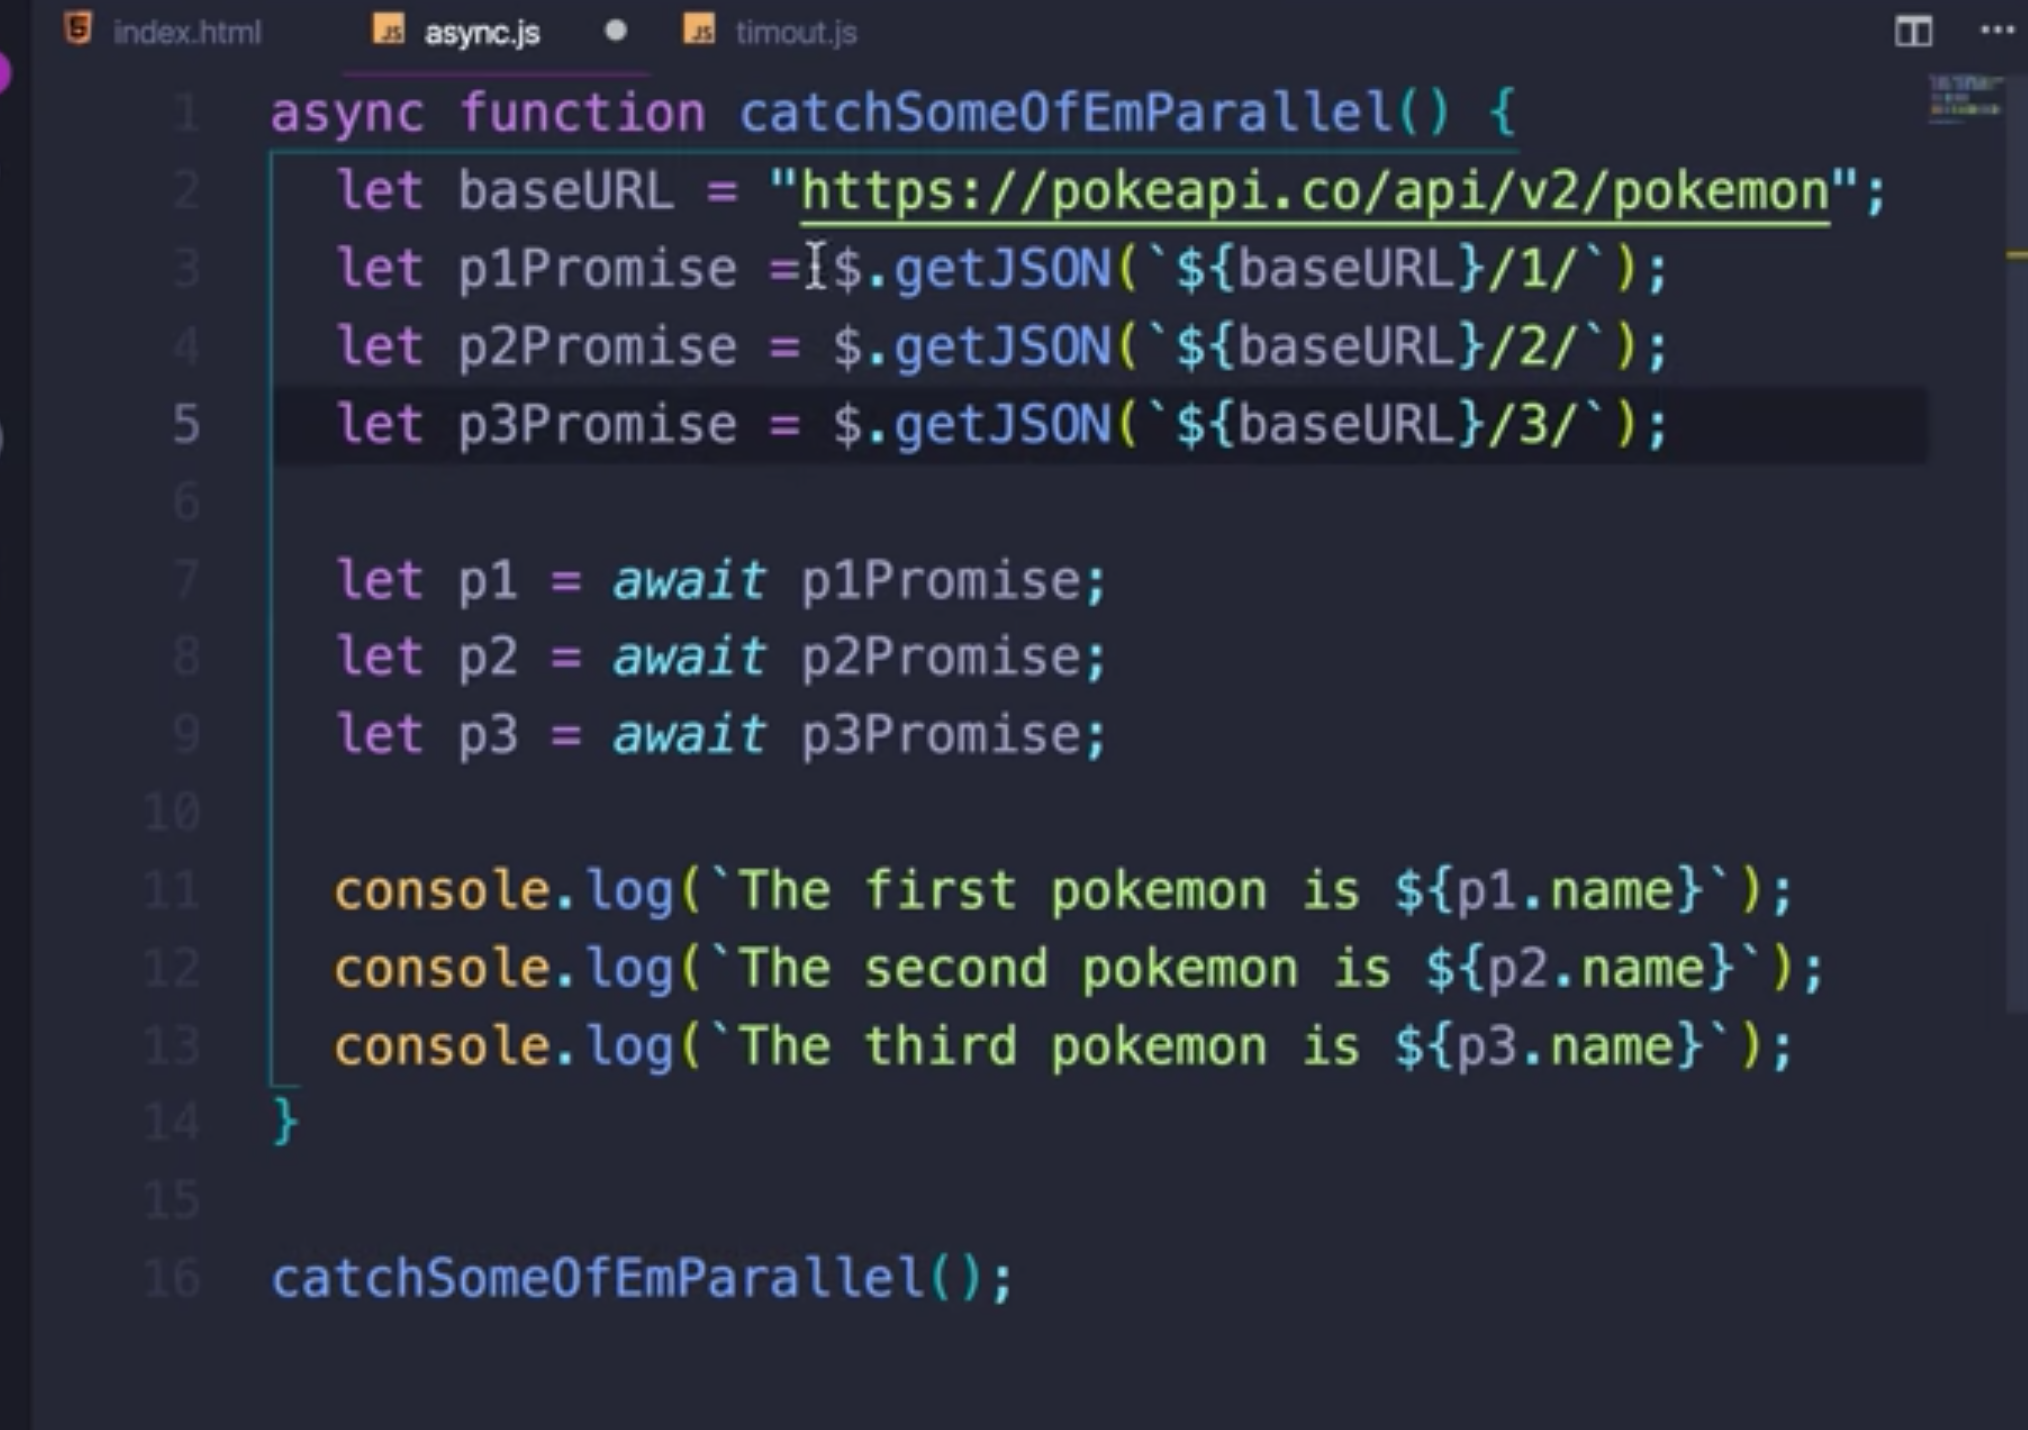 index.html async.js timout.js
1 async function catchSomeOfEmParallel() {
2 let baseURL = "https://pokeapi.co/api/v2/pokemon";
3 let p1Promise = $.getJSON(`${baseURL}/1/`);
4 let p2Promise = $.getJSON(`${baseURL}/2/`);
5 let p3Promise = $.getJSON(`${baseURL}/3/`);
6
7 let p1 = await p1Promise;
8 let p2 = await p2Promise;
9 let p3 = await p3Promise;
10
11 console.log(`The first pokemon is ${p1.name}`);
12 console.log(`The second pokemon is ${p2.name}`);
13 console.log(`The third pokemon is ${p3.name}`);
14 }
15
16 catchSomeOfEmParallel();